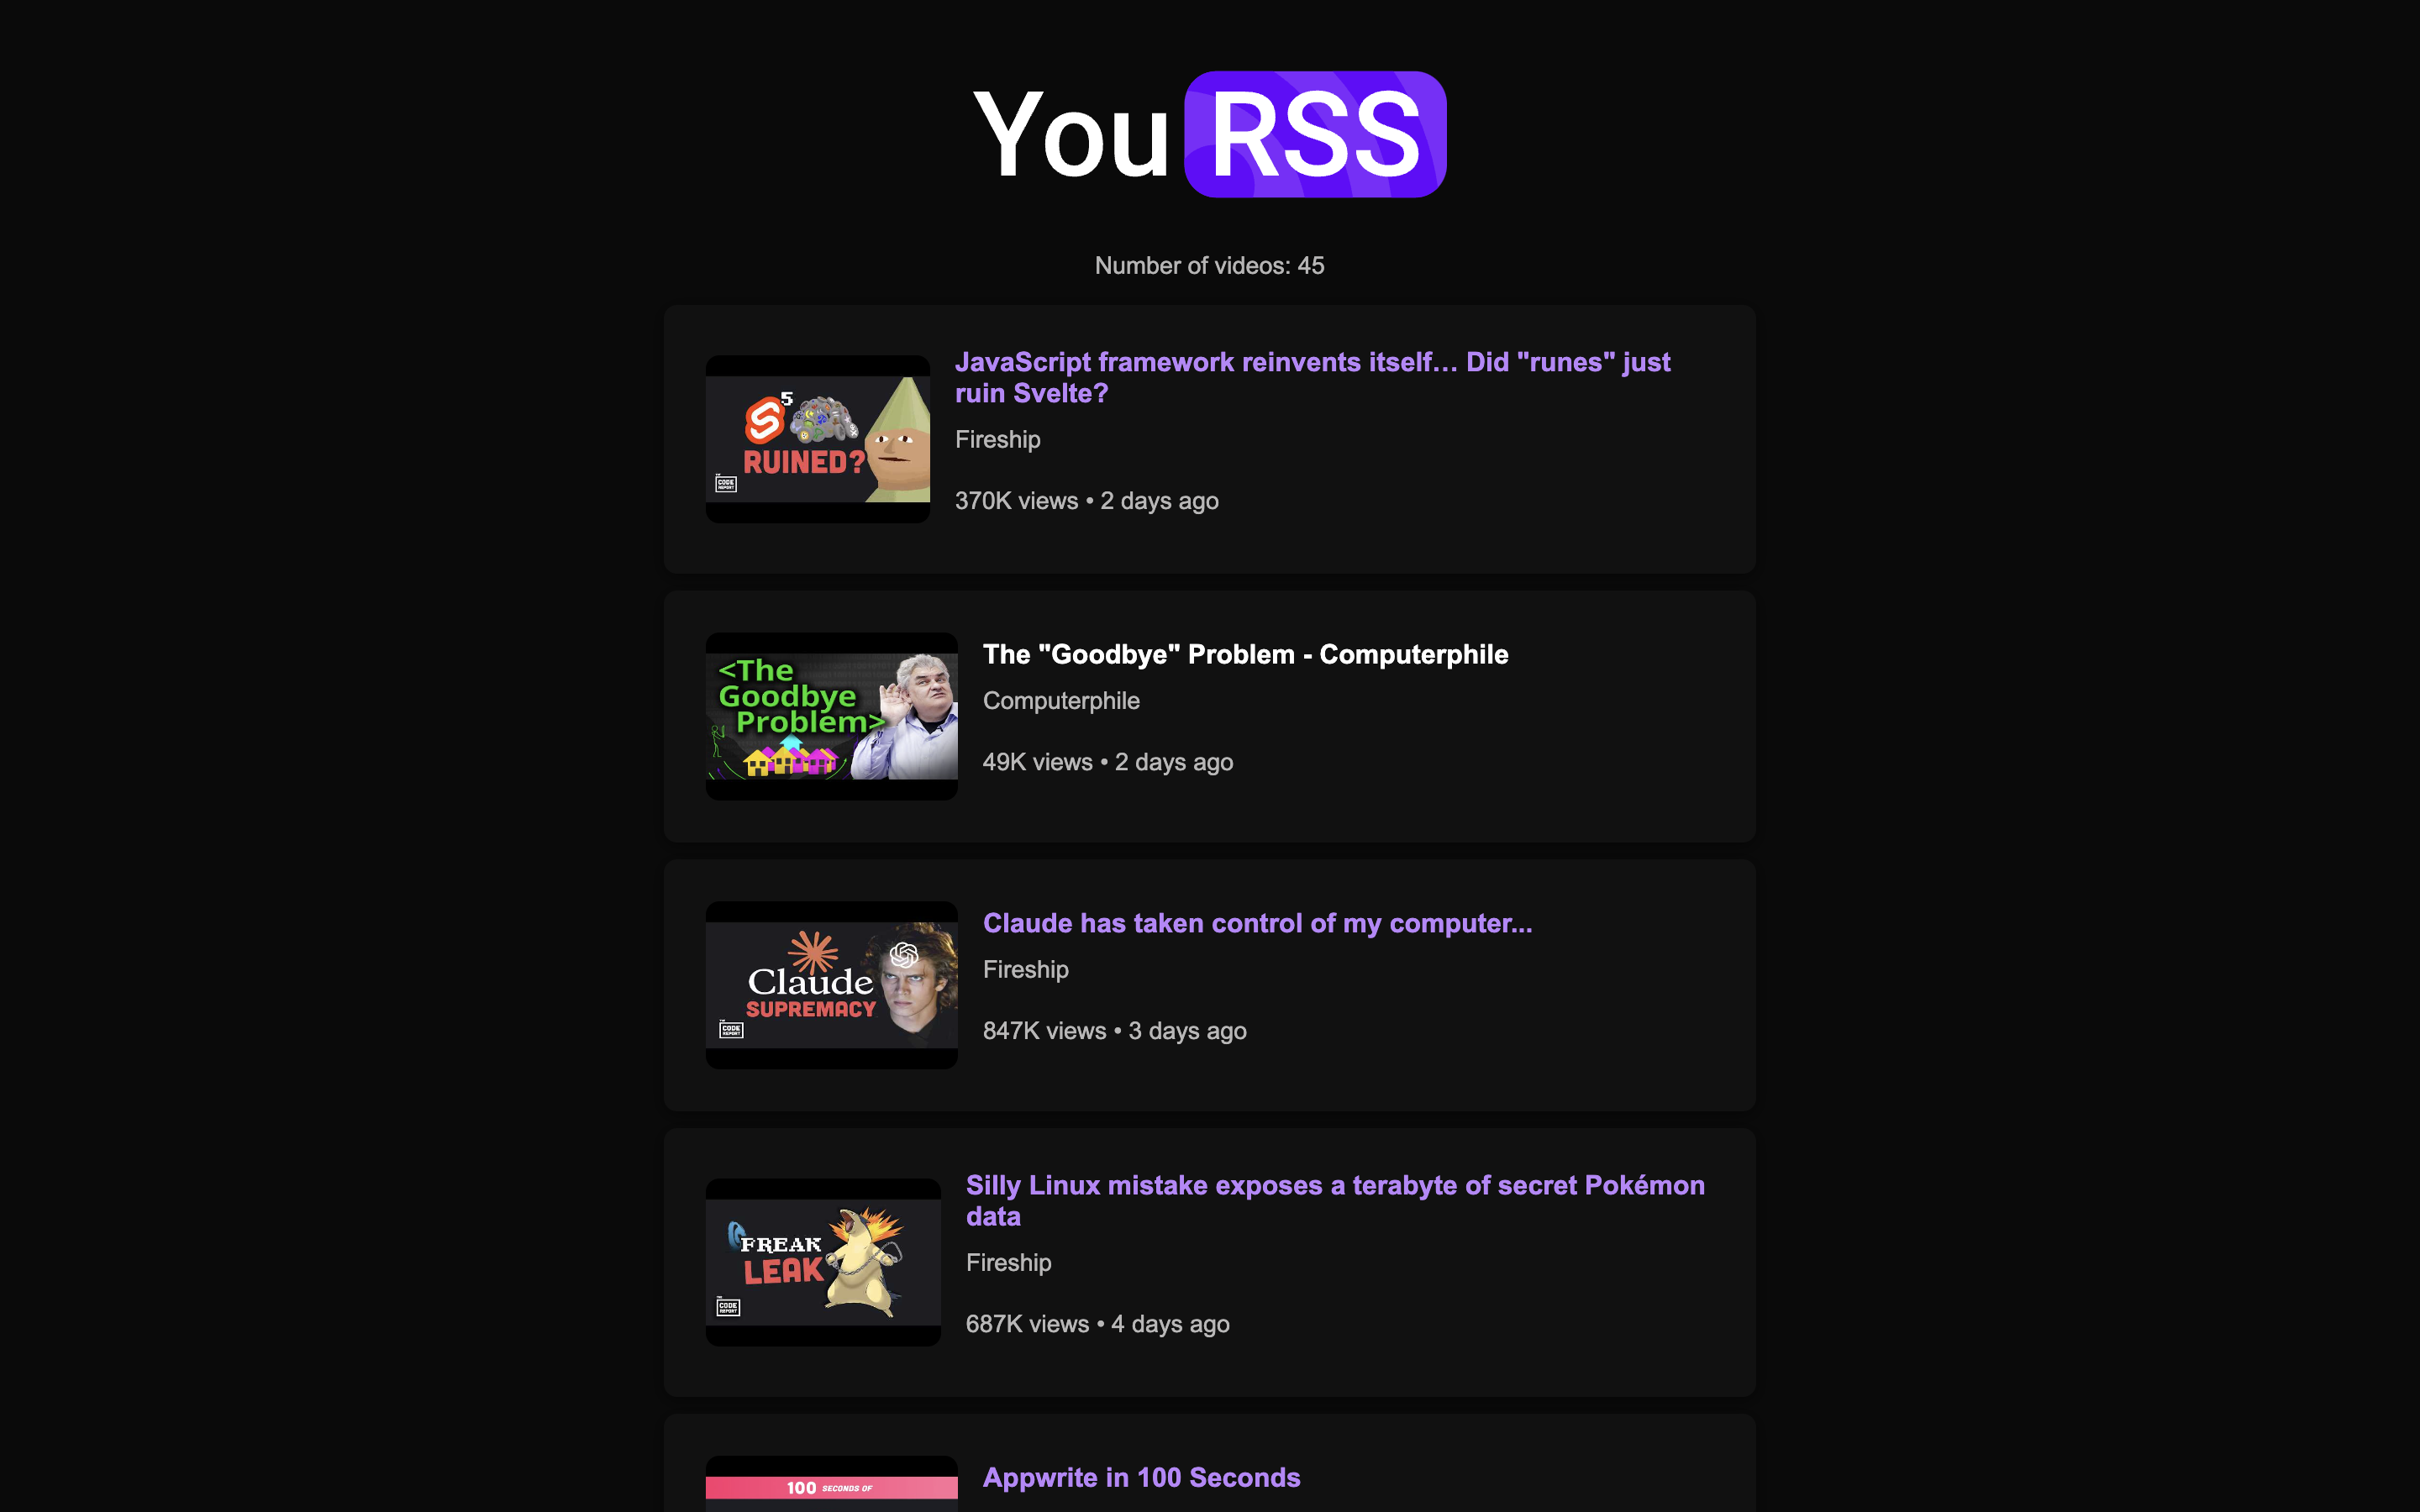 You RSS
Number of videos: 45
JavaScript framework reinvents itself… Did "runes" just
ruin Svelte?
Fireship
370K views • 2 days ago
5
RUINED?
THE
CODE
REPORT
The "Goodbye" Problem - Computerphile
Computerphile
49K views • 2 days ago
<The
Goodbye
Problem>
Claude has taken control of my computer...
Fireship
847K views • 3 days ago
Claude
SUPREMACY
THE
CODE
REPORT
Silly Linux mistake exposes a terabyte of secret Pokémon
data
Fireship
687K views • 4 days ago
FREAK
LEAK
THE
CODE
REPORT
Appwrite in 100 Seconds
100 SECONDS OF